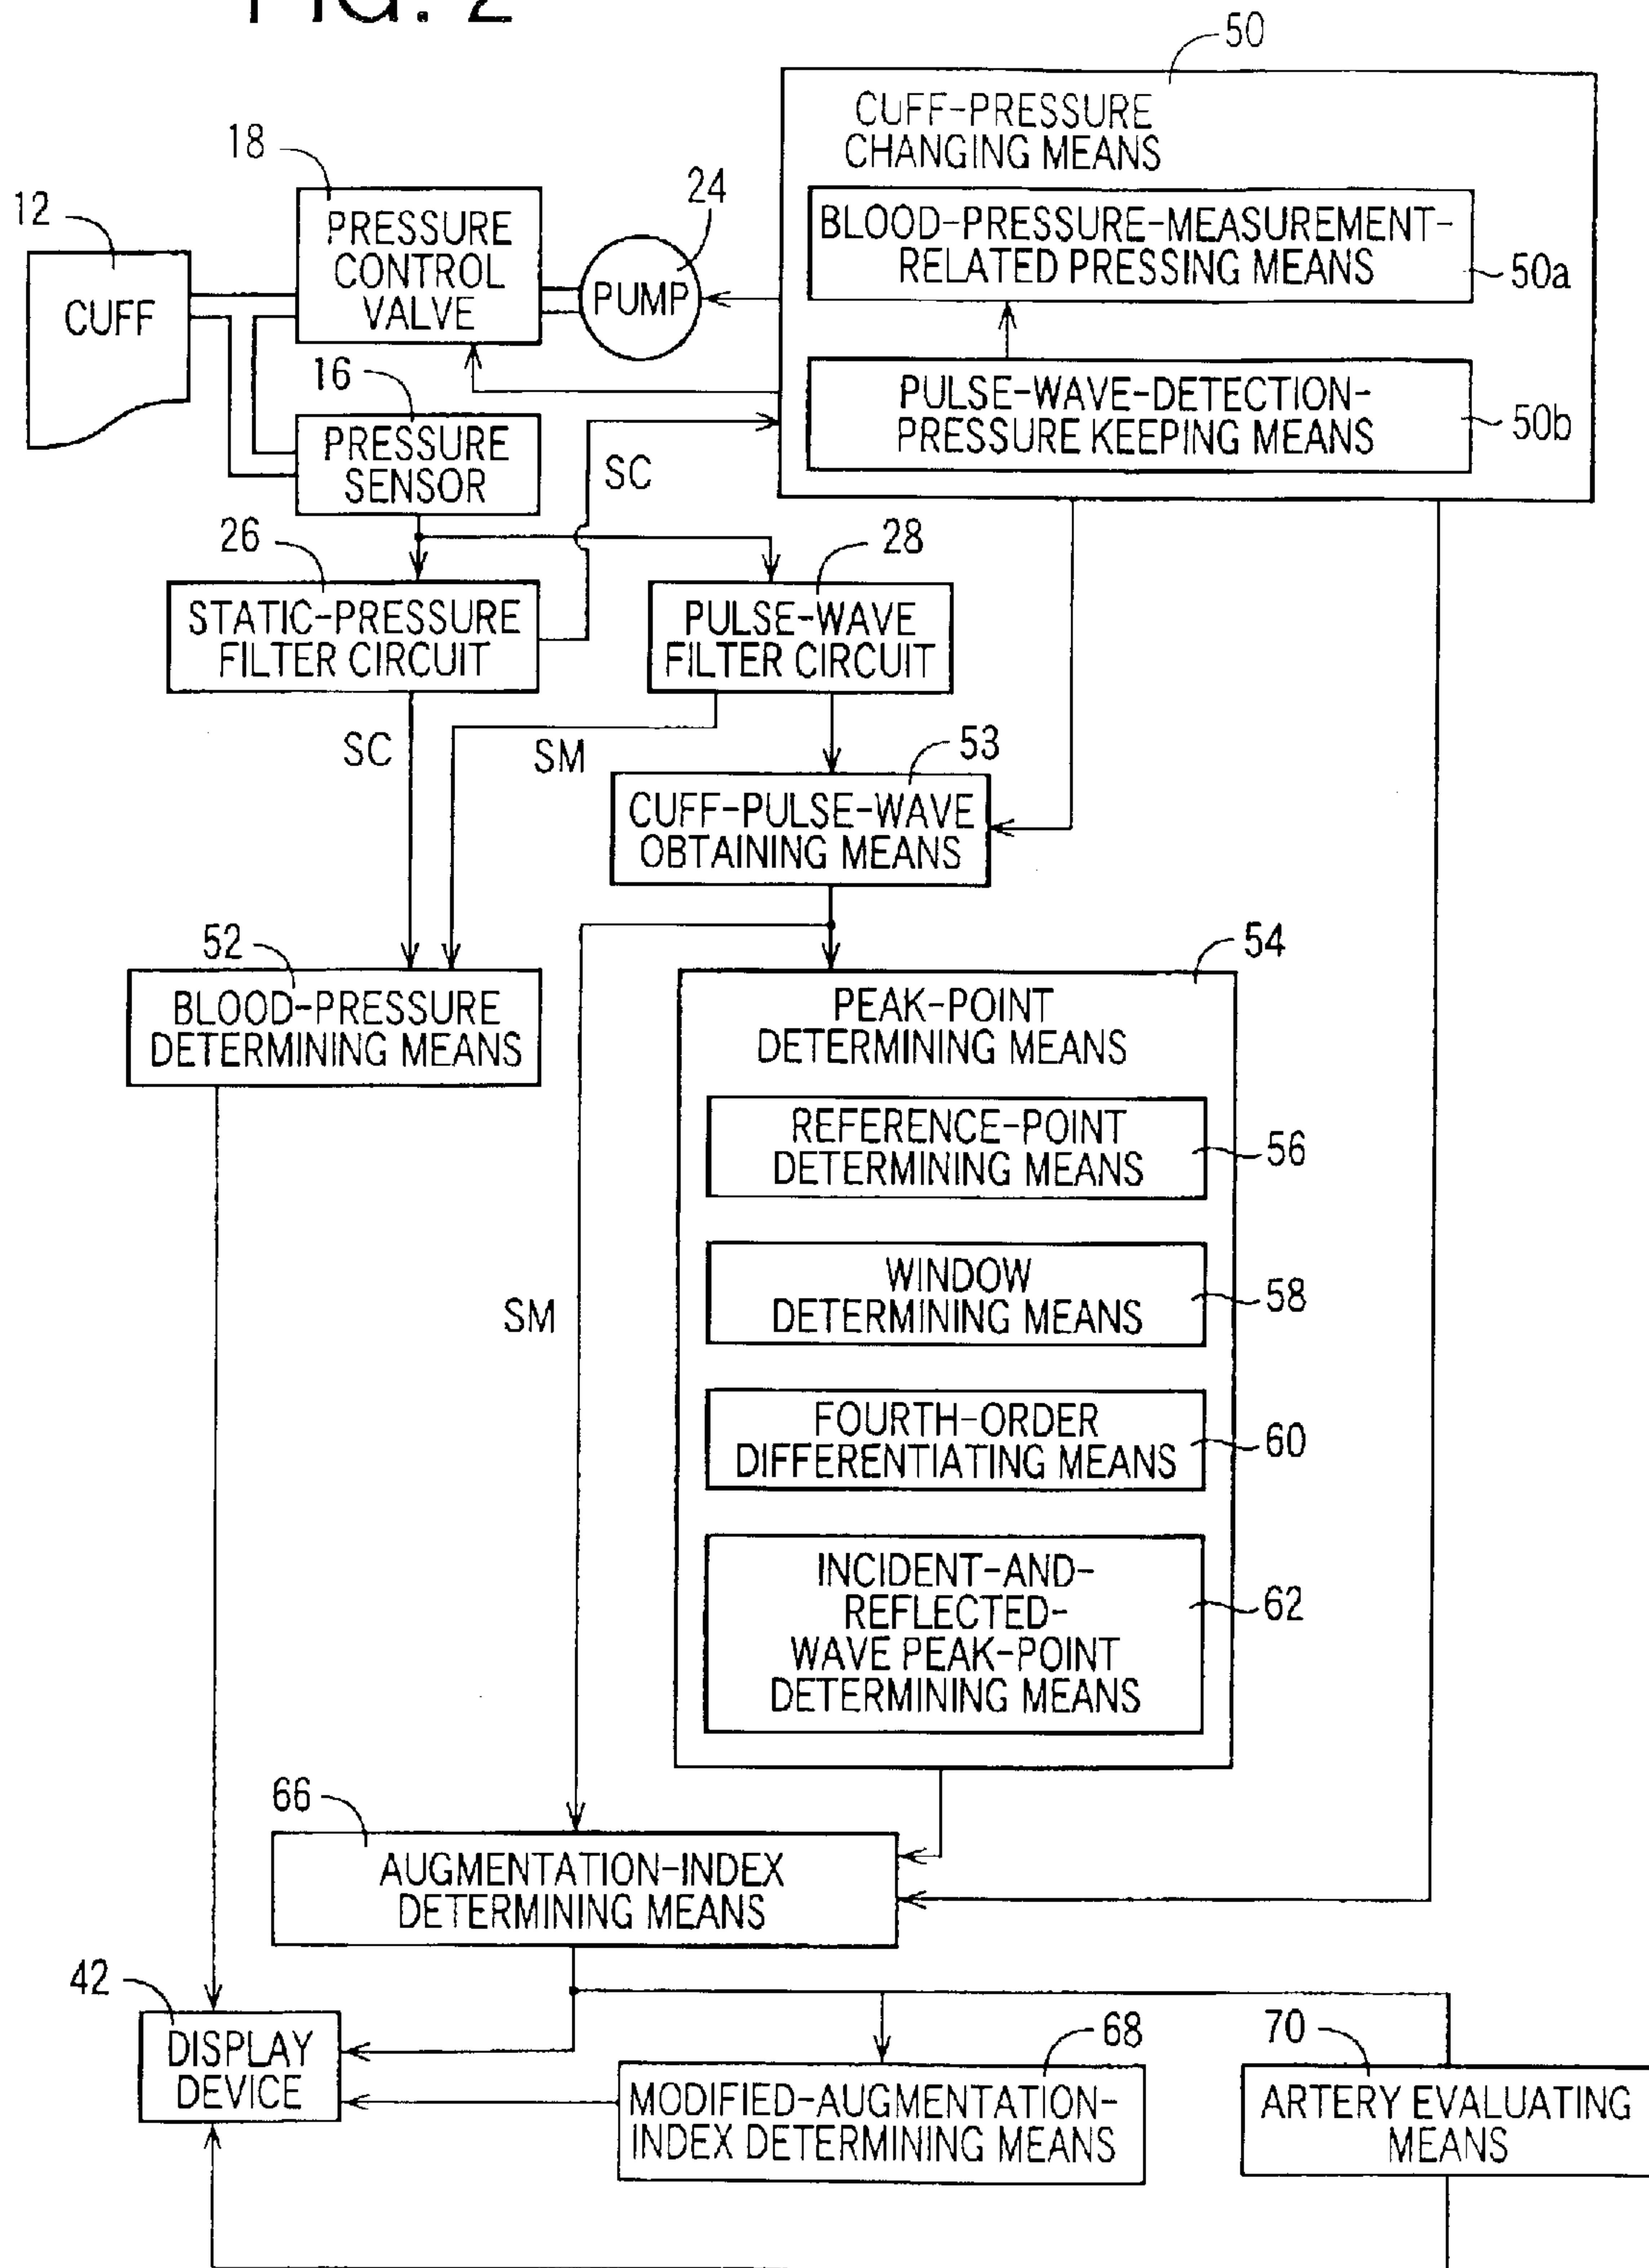 FIG. 2
50
CUFF-PRESSURE
CHANGING MEANS
18
12
24
PRESSURE
CONTROL
VALVE
CUFF
PUMP
BLOOD-PRESSURE-MEASUREMENT-
RELATED PRESSING MEANS
50a
16
PRESSURE
SENSOR
PULSE-WAVE-DETECTION-
PRESSURE KEEPING MEANS
50b
SC
26
28
STATIC-PRESSURE
FILTER CIRCUIT
PULSE-WAVE
FILTER CIRCUIT
SC
SM
53
CUFF-PULSE-WAVE
OBTAINING MEANS
52
54
BLOOD-PRESSURE
DETERMINING MEANS
PEAK-POINT
DETERMINING MEANS
REFERENCE-POINT
DETERMINING MEANS
56
WINDOW
DETERMINING MEANS
58
SM
FOURTH-ORDER
DIFFERENTIATING MEANS
60
INCIDENT-AND-
REFLECTED-
WAVE PEAK-POINT
DETERMINING MEANS
62
66
AUGMENTATION-INDEX
DETERMINING MEANS
42
DISPLAY
DEVICE
68
70
MODIFIED-AUGMENTATION-
INDEX DETERMINING MEANS
ARTERY EVALUATING
MEANS